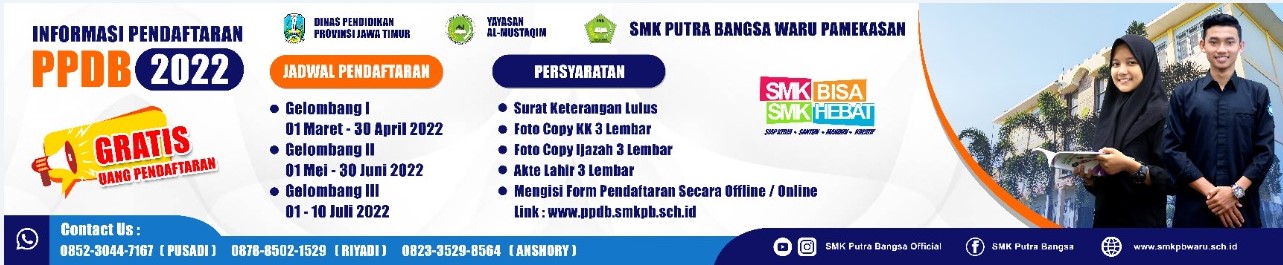 INFORMASI PENDAFTARAN
PPDB 2022
GRATIS
UANG PENDAFTARAN
DINAS PENDIDIKAN
PROVINSI JAWA TIMUR
YAYASAN
AL-MUSTAQIM
SMK PUTRA BANGSA WARU PAMEKASAN
JADWAL PENDAFTARAN
Gelombang I
01 Maret - 30 April 2022
Gelombang II
01 Mei - 30 Juni 2022
Gelombang III
01 - 10 Juli 2022
PERSYARATAN
Surat Keterangan Lulus
Foto Copy KK 3 Lembar
Foto Copy Ijazah 3 Lembar
Akte Lahir 3 Lembar
Mengisi Form Pendaftaran Secara Offline / Online
Link : www.ppdb.smkpb.sch.id
SMK BISA
SMK HEBAT
Contact Us :
0852-3044-7167 ( PUSADI ) 0878-8502-1529 ( RIYADI ) 0823-3529-8564 ( ANSHORY )
SMK Putra Bangsa Official
SMK Putra Bangsa
www.smkpbwaru.sch.id